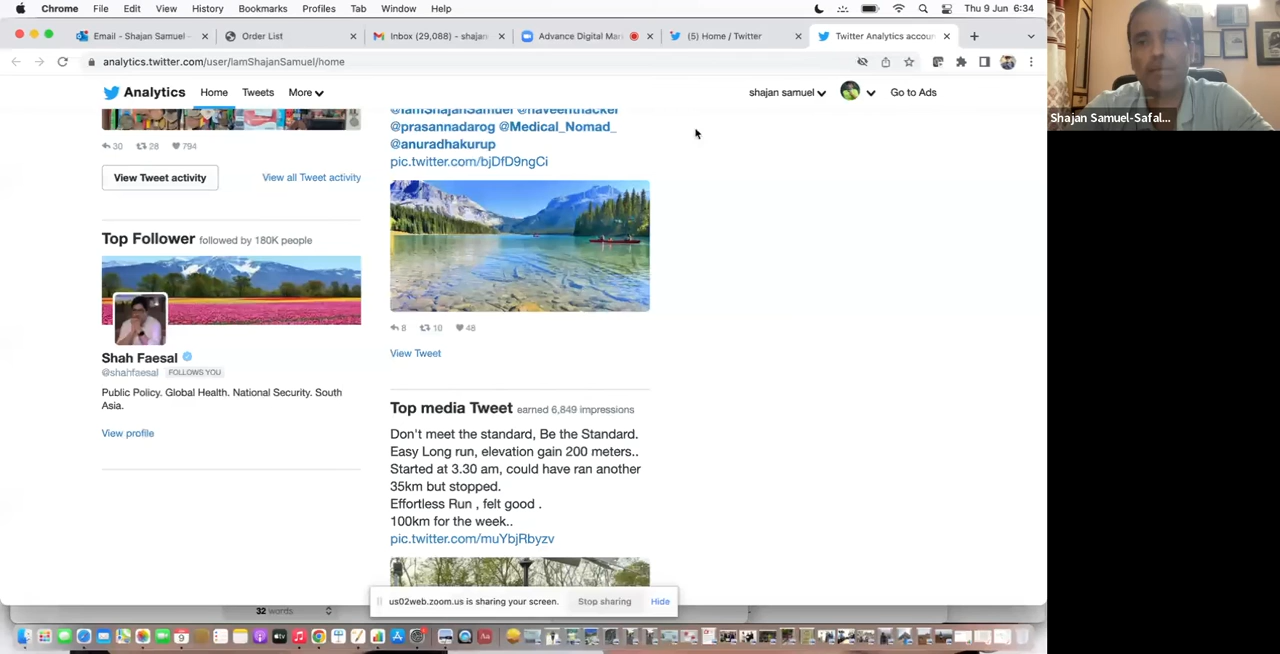 Chrome File Edit View History Bookmarks Profiles Tab Window Help Thu 9 Jun 6:34
Email - Shajan Samuel - Order List Inbox (29,088) - shajan Advance Digital Mar (5) Home / Twitter Twitter Analytics accoun
analytics.twitter.com/user/IamShajanSamuel/home
Analytics Home Tweets More shajan samuel Go to Ads
30 28 794
View Tweet activity View all Tweet activity
Top Follower followed by 180K people
Shah Faesal
@shahfaesal FOLLOWS YOU
Public Policy. Global Health. National Security. South
Asia.
View profile
@IamShajanSamuel @naveenthacker
@prasannadarog @Medical_Nomad_
@anuradhakurup
pic.twitter.com/bjDfD9ngCi
8 10 48
View Tweet
Top media Tweet earned 6,849 impressions
Don't meet the standard, Be the Standard.
Easy Long run, elevation gain 200 meters..
Started at 3.30 am, could have ran another
35km but stopped.
Effortless Run , felt good .
100km for the week..
pic.twitter.com/muYbjRbyzv
us02web.zoom.us is sharing your screen. Stop sharing Hide
32 words
Shajan Samuel-Safal...